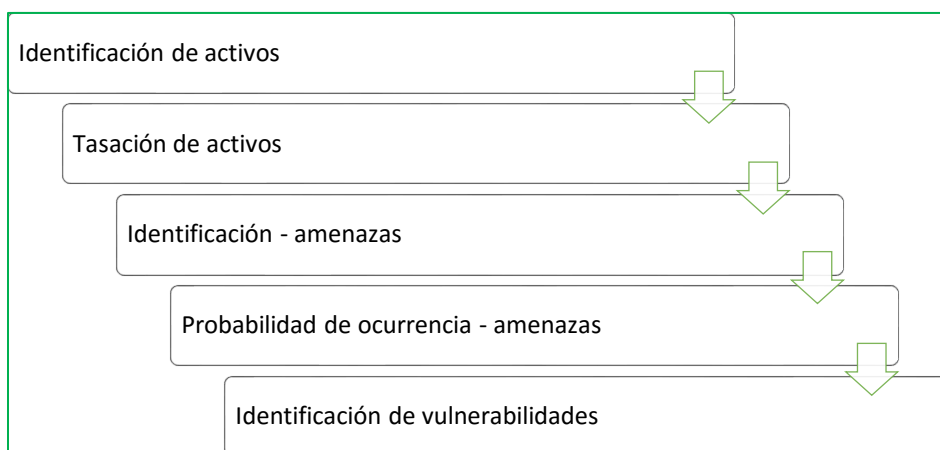 Identificación de activos
Tasación de activos
Identificación - amenazas
Probabilidad de ocurrencia - amenazas
Identificación de vulnerabilidades